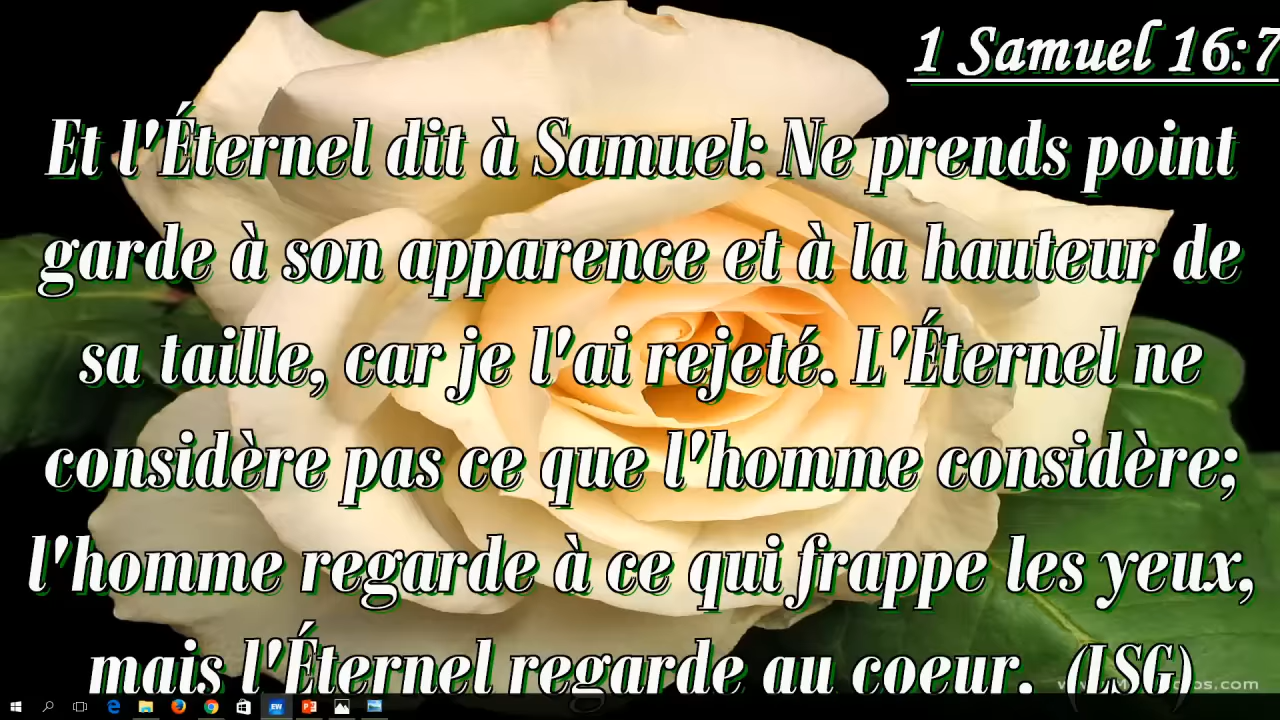 1 Samuel 16:7
Et l'Éternel dit à Samuel: Ne prends point
garde à son apparence et à la hauteur de
sa taille, car je l'ai rejeté. L'Éternel ne
considère pas ce que l'homme considère;
l'homme regarde à ce qui frappe les yeux,
mais l'Éternel regarde au coeur. (LSG)
EW